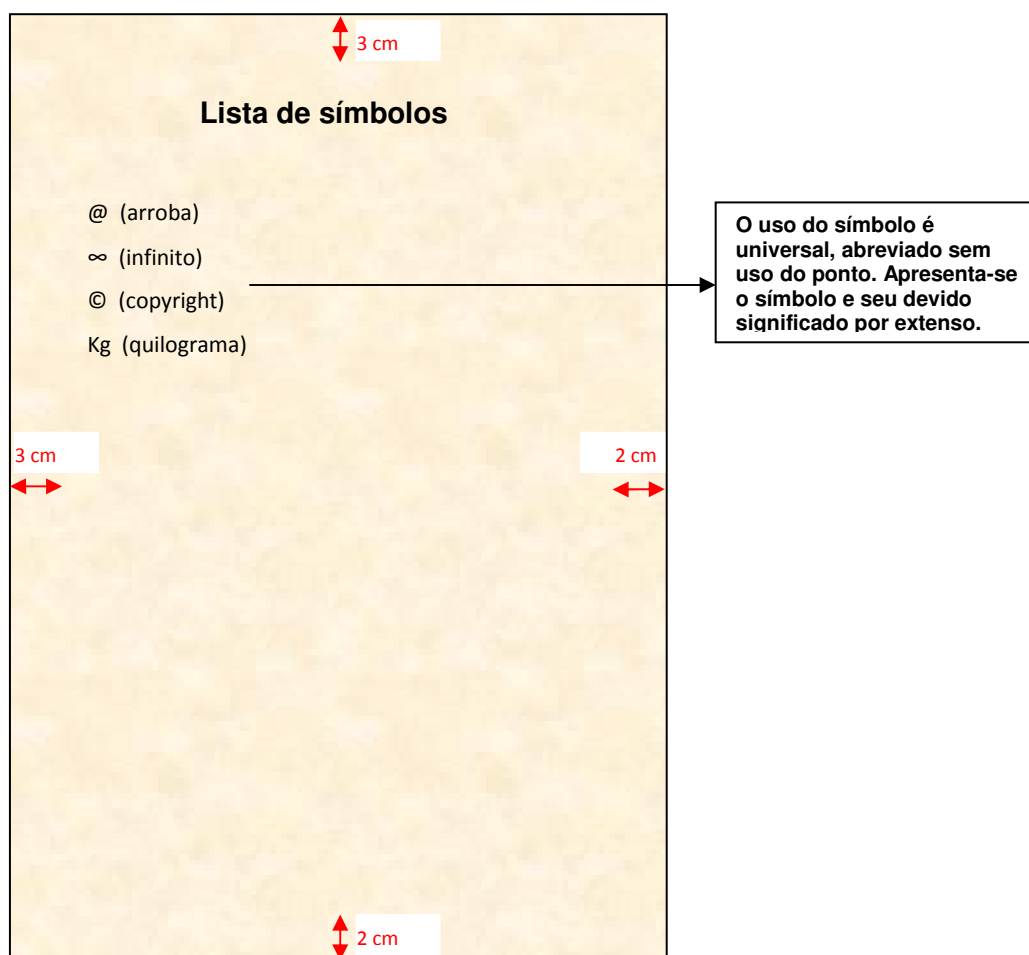 3 cm
Lista de símbolos
@ (arroba)
∞ (infinito)
© (copyright)
Kg (quilograma)
O uso do símbolo é
universal, abreviado sem
uso do ponto. Apresenta-se
o símbolo e seu devido
significado por extenso.
3 cm
2 cm
2 cm